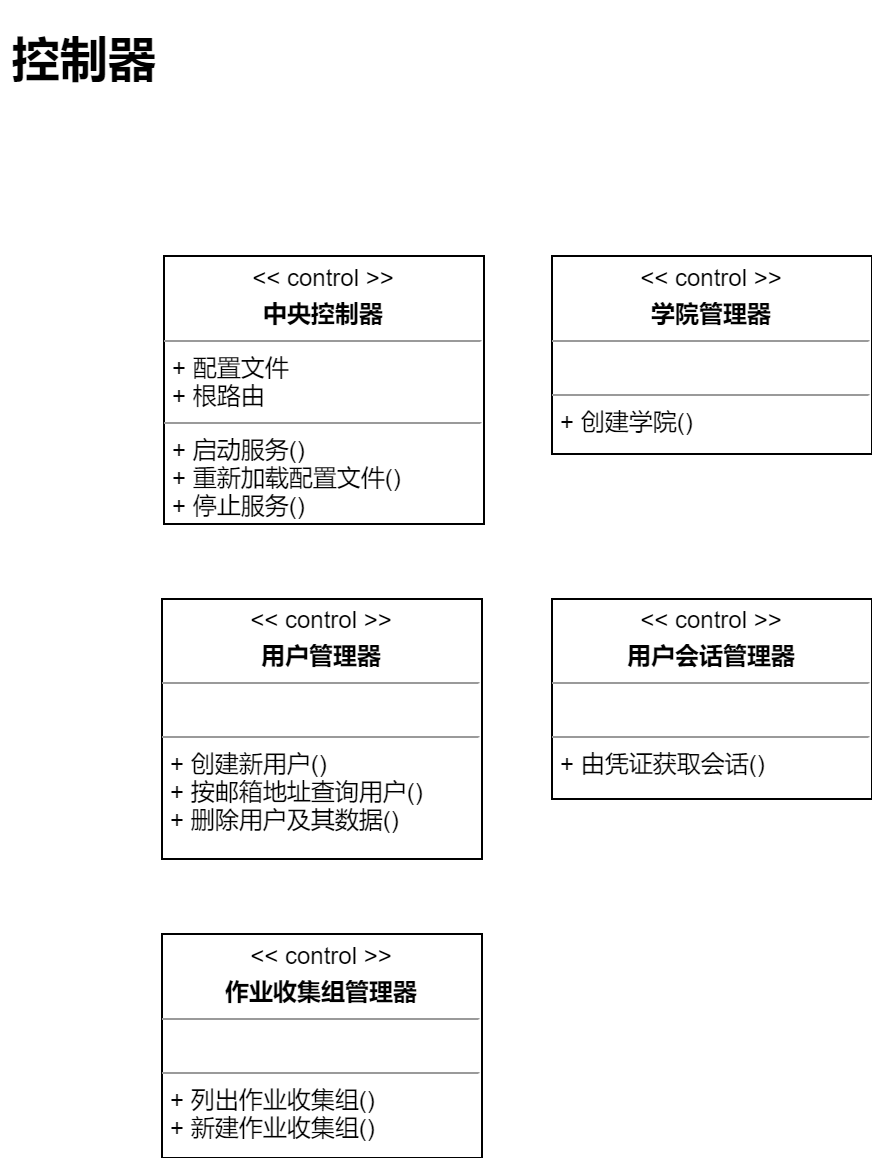 控制器
<< control >>
中央控制器
+ 配置文件
+ 根路由
+ 启动服务()
+ 重新加载配置文件()
+ 停止服务()
<< control >>
学院管理器
+ 创建学院()
<< control >>
用户管理器
+ 创建新用户()
+ 按邮箱地址查询用户()
+ 删除用户及其数据()
<< control >>
用户会话管理器
+ 由凭证获取会话()
<< control >>
作业收集组管理器
+ 列出作业收集组()
+ 新建作业收集组()